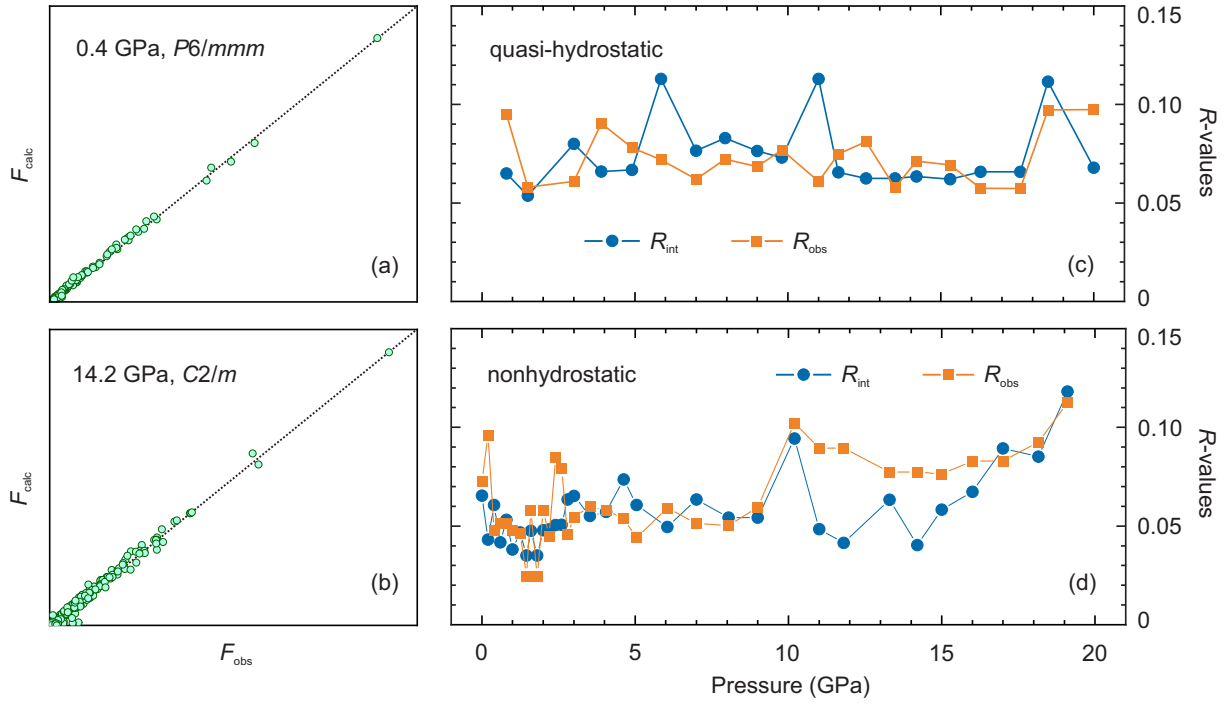 0.4 GPa, P6/mmm
F_calc
(a)
quasi-hydrostatic
R_int
R_obs
(c)
0.15
0.10
0.05
0
R-values
14.2 GPa, C2/m
F_calc
(b)
F_obs
nonhydrostatic
R_int
R_obs
(d)
0.15
0.10
0.05
0
R-values
0 5 10 15 20
Pressure (GPa)